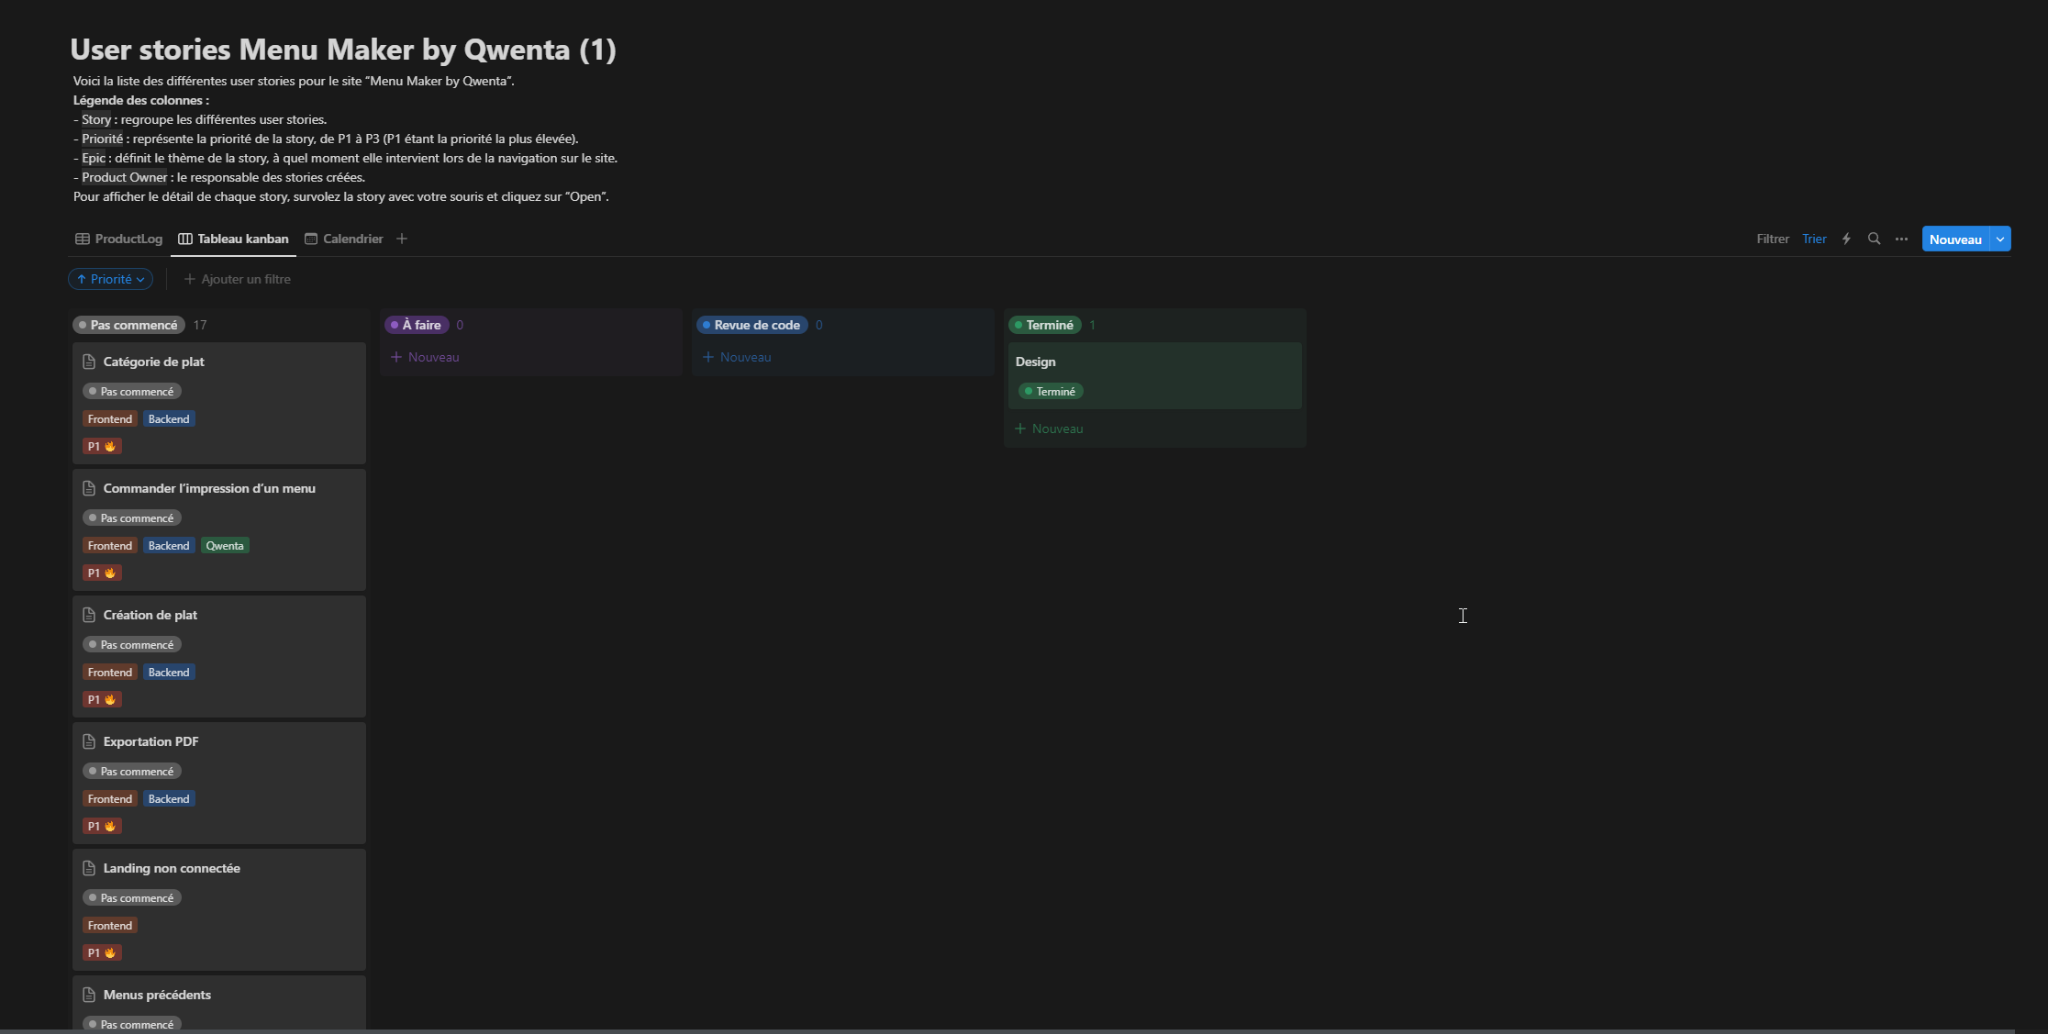 User stories Menu Maker by Qwenta (1)
Voici la liste des différentes user stories pour le site “Menu Maker by Qwenta”.
Légende des colonnes :
- Story : regroupe les différentes user stories.
- Priorité : représente la priorité de la story, de P1 à P3 (P1 étant la priorité la plus élevée).
- Epic : définit le thème de la story, à quel moment elle intervient lors de la navigation sur le site.
- Product Owner : le responsable des stories créées.
Pour afficher le détail de chaque story, survolez la story avec votre souris et cliquez sur “Open”.
ProductLog Tableau kanban Calendrier Filtrer Trier Nouveau
Priorité Ajouter un filtre
Pas commencé 17
Catégorie de plat
Pas commencé
Frontend Backend
P1
Commander l’impression d’un menu
Pas commencé
Frontend Backend Qwenta
P1
Création de plat
Pas commencé
Frontend Backend
P1
Exportation PDF
Pas commencé
Frontend Backend
P1
Landing non connectée
Pas commencé
Frontend
P1
Menus précédents
Pas commencé
À faire 0
Nouveau
Revue de code 0
Nouveau
Terminé 1
Design
Terminé
Nouveau